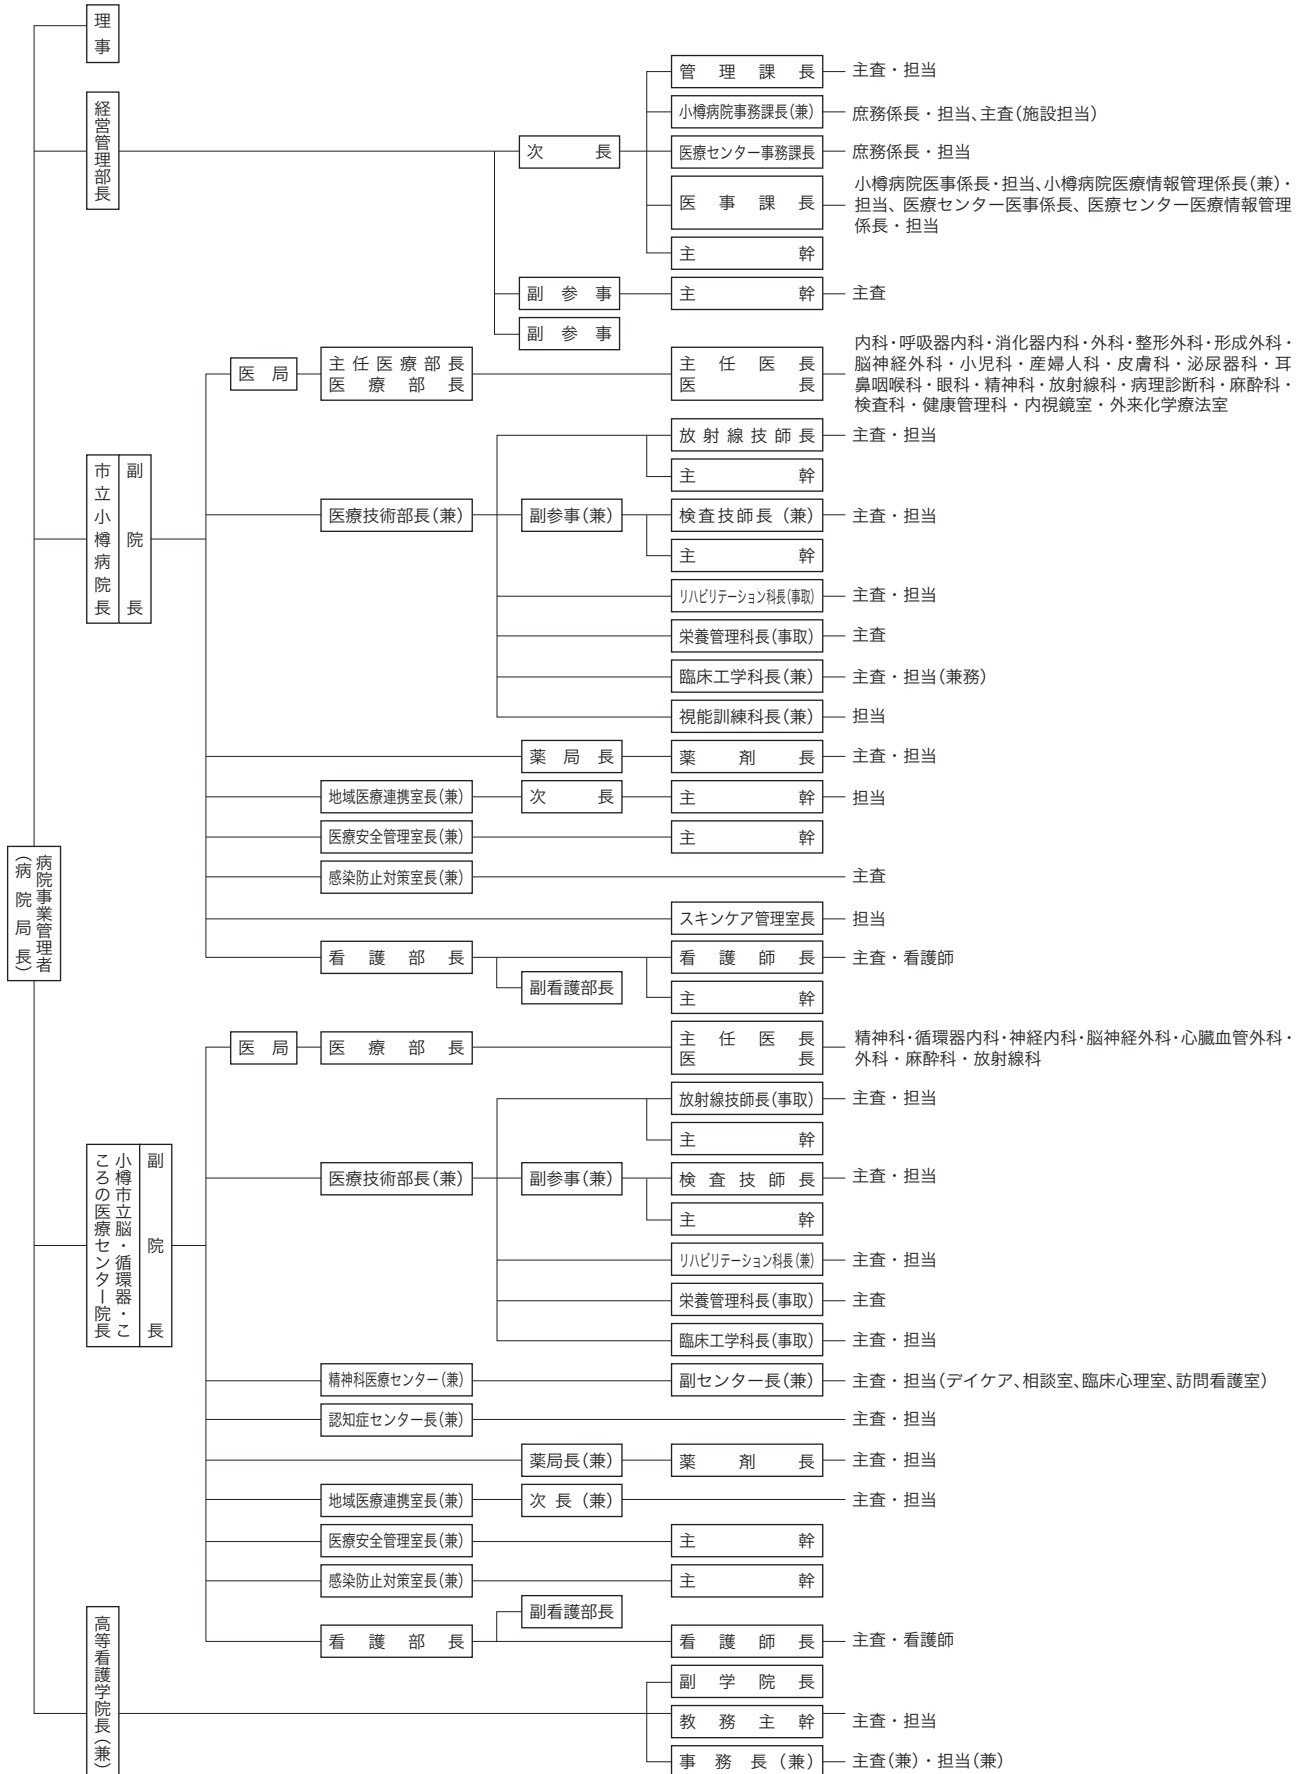 理事
管理課長 主査・担当
経営管理部長
小樽病院事務課長(兼) 庶務係長・担当、主査(施設担当)
次長 医療センター事務課長 庶務係長・担当
小樽病院医事係長・担当、小樽病院医療情報管理係長(兼)・
医事課長 担当、医療センター医事係長、医療センター医療情報管理
係長・担当
主幹
副参事 主幹 主査
副参事
内科・呼吸器内科・消化器内科・外科・整形外科・形成外科・
医局 主任医療部長 主任医長 脳神経外科・小児科・産婦人科・皮膚科・泌尿器科・耳
医療部長 医長 鼻咽喉科・眼科・精神科・放射線科・病理診断科・麻酔科・
検査科・健康管理科・内視鏡室・外来化学療法室
放射線技師長 主査・担当
主幹
市立小樽病院長 副院長
医療技術部長(兼) 副参事(兼) 検査技師長(兼) 主査・担当
主幹
リハビリテーション科長(事取) 主査・担当
栄養管理科長(事取) 主査
臨床工学科長(兼) 主査・担当(兼務)
視能訓練科長(兼) 担当
薬局長 薬剤長 主査・担当
地域医療連携室長(兼) 次長 主幹 担当
医療安全管理室長(兼) 主幹
病院事業管理者
(病院局長)
感染防止対策室長(兼) 主査
スキンケア管理室長 担当
看護部長 看護師長 主査・看護師
副看護部長 主幹
医局 医療部長 主任医長 精神科・循環器内科・神経内科・脳神経外科・心臓血管外科・
医長 外科・麻酔科・放射線科
放射線技師長(事取) 主査・担当
主幹
小樽市立脳・循環器・こ
ころの医療センター院長
副院長
医療技術部長(兼) 副参事(兼) 検査技師長 主査・担当
主幹
リハビリテーション科長(兼) 主査・担当
栄養管理科長(事取) 主査
臨床工学科長(事取) 主査・担当
精神科医療センター(兼) 副センター長(兼) 主査・担当(デイケア、相談室、臨床心理室、訪問看護室)
認知症センター長(兼) 主査・担当
薬局長(兼) 薬剤長 主査・担当
地域医療連携室長(兼) 次長(兼) 主査・担当
医療安全管理室長(兼) 主幹
感染防止対策室長(兼) 主幹
副看護部長
看護部長 看護師長 主査・看護師
高等看護学院長(兼)
副学院長
教務主幹 主査・担当
事務長(兼) 主査(兼)・担当(兼)